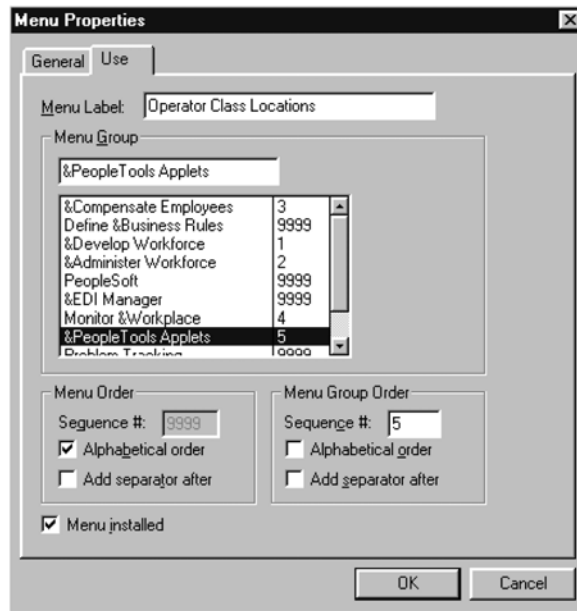 Menu Properties
General Use
Menu Label: Operator Class Locations
Menu Group
&PeopleTools Applets
&Compensate Employees 3
Define &Business Rules 9999
&Develop Workforce 1
&Administer Workforce 2
PeopleSoft 9999
&EDI Manager 9999
Monitor &Workplace 4
&PeopleTools Applets 5
Problem Tracking 9999
Menu Order Menu Group Order
Sequence #: 9999 Sequence #: 5
Alphabetical order Alphabetical order
Add separator after Add separator after
Menu installed
OK Cancel